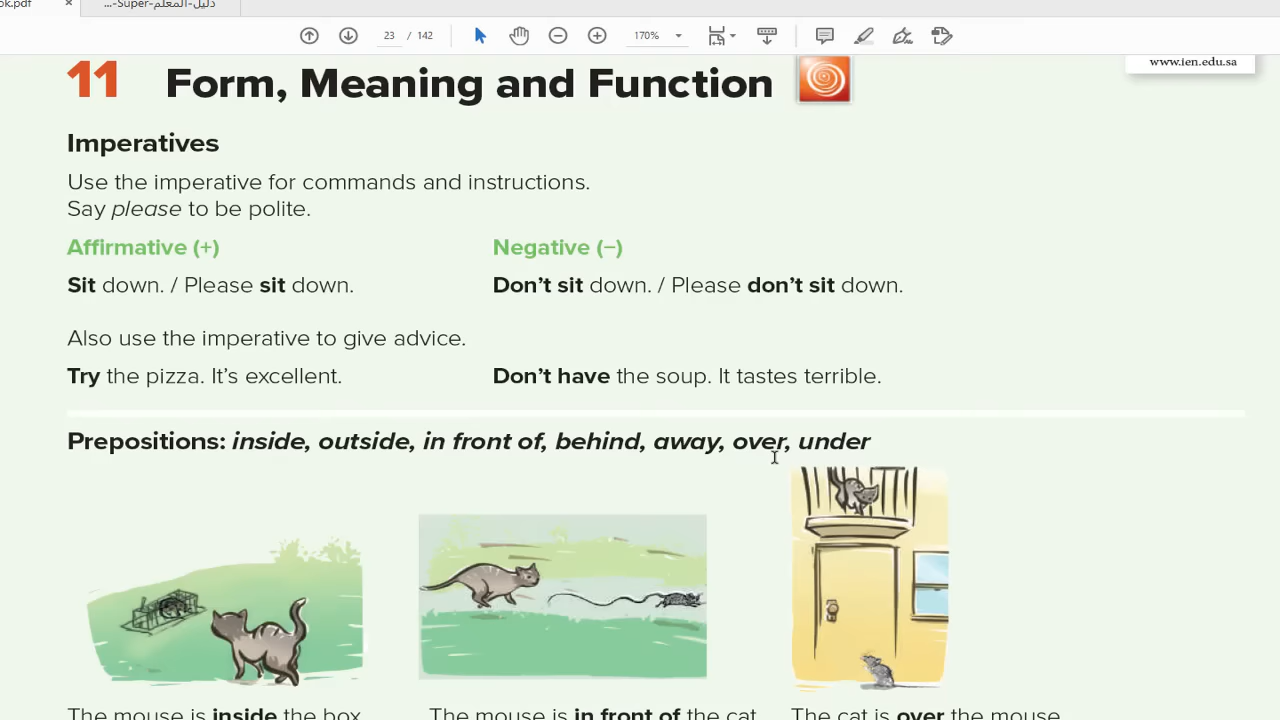 ok.pdf × ...-Super-دليل-المعلم
23 / 142 170%
www.ien.edu.sa
11 Form, Meaning and Function
Imperatives
Use the imperative for commands and instructions.
Say please to be polite.
Affirmative (+) Negative (−)
Sit down. / Please sit down. Don’t sit down. / Please don’t sit down.
Also use the imperative to give advice.
Try the pizza. It’s excellent. Don’t have the soup. It tastes terrible.
Prepositions: inside, outside, in front of, behind, away, over, under
The mouse is inside the box The mouse is in front of the cat The cat is over the mouse